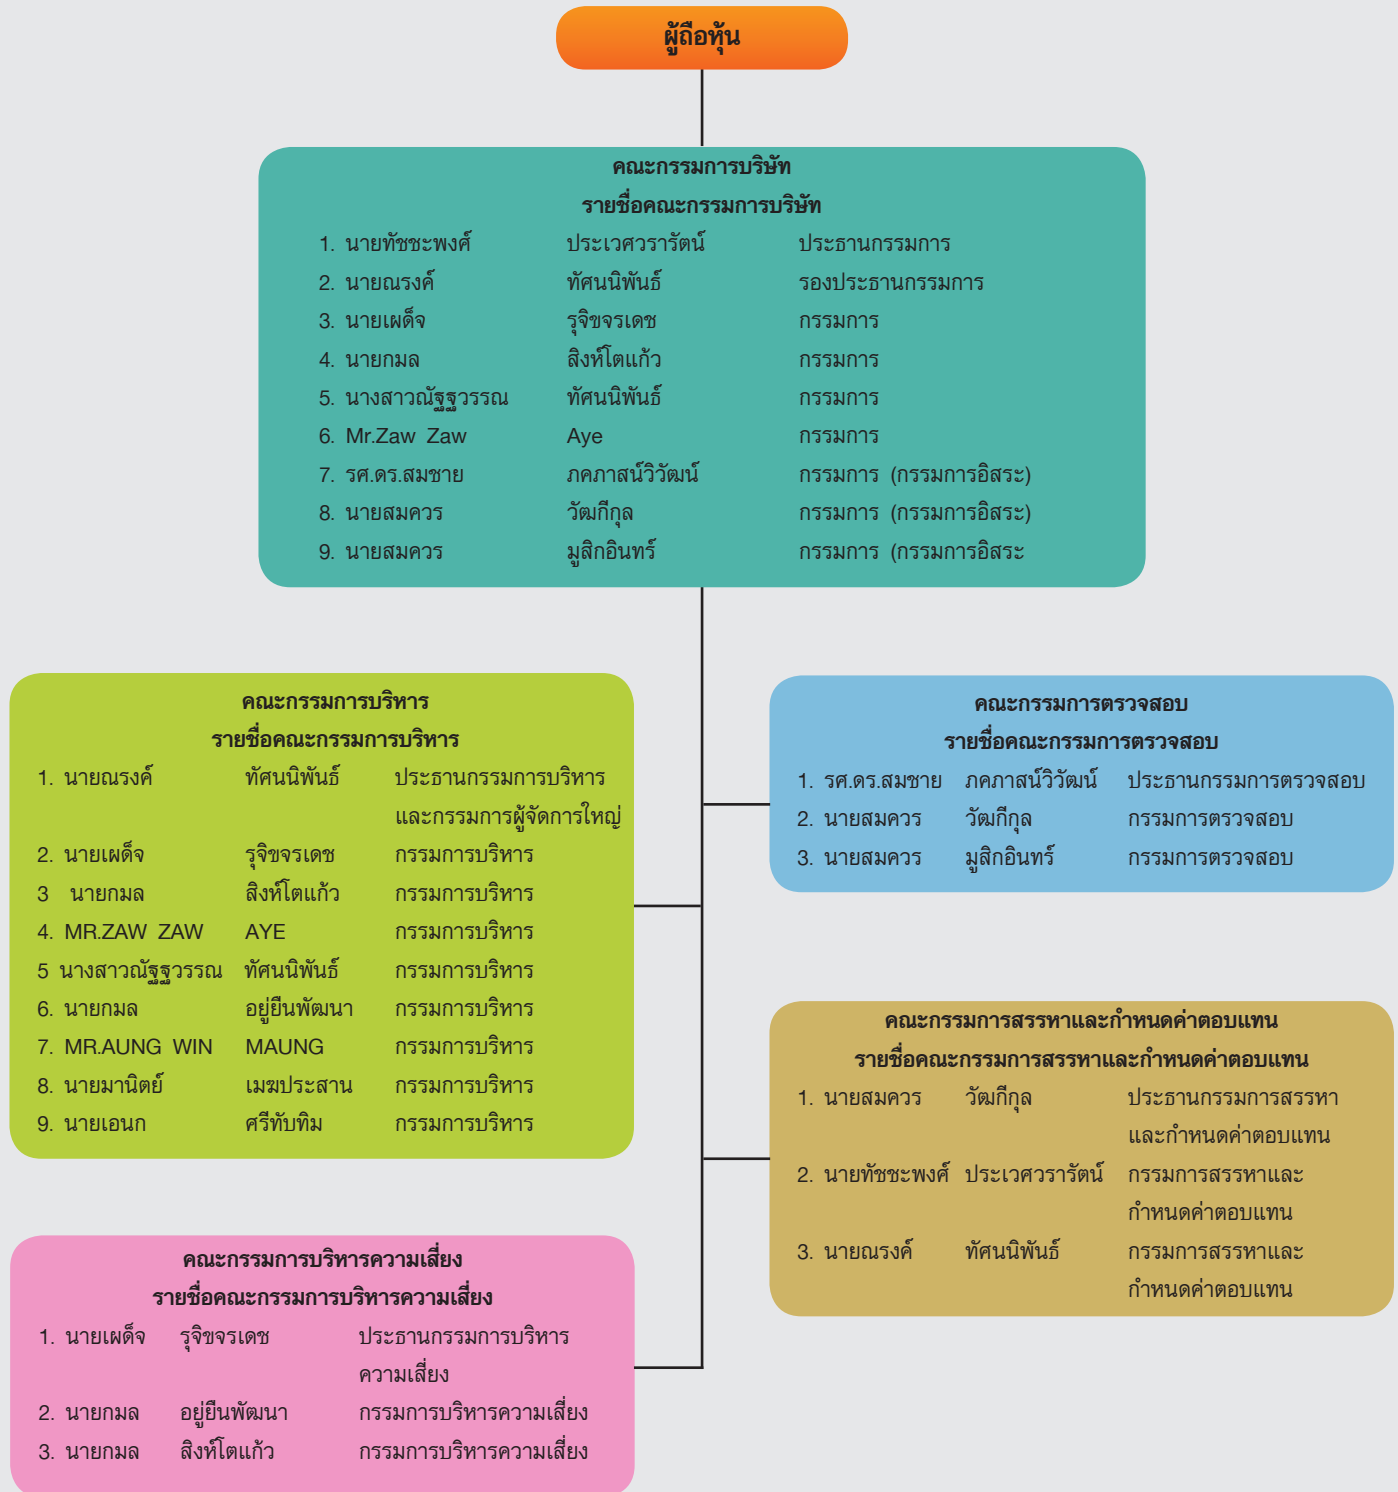 ผู้ถือหุ้น
คณะกรรมการบริษัท
รายชื่อคณะกรรมการบริษัท
1. นายทัชชะพงศ์ ประเวศวรารัตน์ ประธานกรรมการ
2. นายณรงค์ ทัศนนิพันธ์ รองประธานกรรมการ
3. นายเผด็จ รุจิขจรเดช กรรมการ
4. นายกมล สิงห์โตแก้ว กรรมการ
5. นางสาวณัฐฐวรรณ ทัศนนิพันธ์ กรรมการ
6. Mr.Zaw Zaw Aye กรรมการ
7. รศ.ดร.สมชาย ภคภาสน์วิวัฒน์ กรรมการ (กรรมการอิสระ)
8. นายสมควร วัฒกีกุล กรรมการ (กรรมการอิสระ)
9. นายสมควร มูสิกอินทร์ กรรมการ (กรรมการอิสระ
คณะกรรมการบริหาร
รายชื่อคณะกรรมการบริหาร
1. นายณรงค์ ทัศนนิพันธ์ ประธานกรรมการบริหาร
และกรรมการผู้จัดการใหญ่
2. นายเผด็จ รุจิขจรเดช กรรมการบริหาร
3 นายกมล สิงห์โตแก้ว กรรมการบริหาร
4. MR.ZAW ZAW AYE กรรมการบริหาร
5 นางสาวณัฐฐวรรณ ทัศนนิพันธ์ กรรมการบริหาร
6. นายกมล อยู่ยืนพัฒนา กรรมการบริหาร
7. MR.AUNG WIN MAUNG กรรมการบริหาร
8. นายมานิตย์ เมฆประสาน กรรมการบริหาร
9. นายเอนก ศรีทับทิม กรรมการบริหาร
คณะกรรมการตรวจสอบ
รายชื่อคณะกรรมการตรวจสอบ
1. รศ.ดร.สมชาย ภคภาสน์วิวัฒน์ ประธานกรรมการตรวจสอบ
2. นายสมควร วัฒกีกุล กรรมการตรวจสอบ
3. นายสมควร มูสิกอินทร์ กรรมการตรวจสอบ
คณะกรรมการสรรหาและกำหนดค่าตอบแทน
รายชื่อคณะกรรมการสรรหาและกำหนดค่าตอบแทน
1. นายสมควร วัฒกีกุล ประธานกรรมการสรรหา
และกำหนดค่าตอบแทน
2. นายทัชชะพงศ์ ประเวศวรารัตน์ กรรมการสรรหาและ
กำหนดค่าตอบแทน
3. นายณรงค์ ทัศนนิพันธ์ กรรมการสรรหาและ
กำหนดค่าตอบแทน
คณะกรรมการบริหารความเสี่ยง
รายชื่อคณะกรรมการบริหารความเสี่ยง
1. นายเผด็จ รุจิขจรเดช ประธานกรรมการบริหาร
ความเสี่ยง
2. นายกมล อยู่ยืนพัฒนา กรรมการบริหารความเสี่ยง
3. นายกมล สิงห์โตแก้ว กรรมการบริหารความเสี่ยง